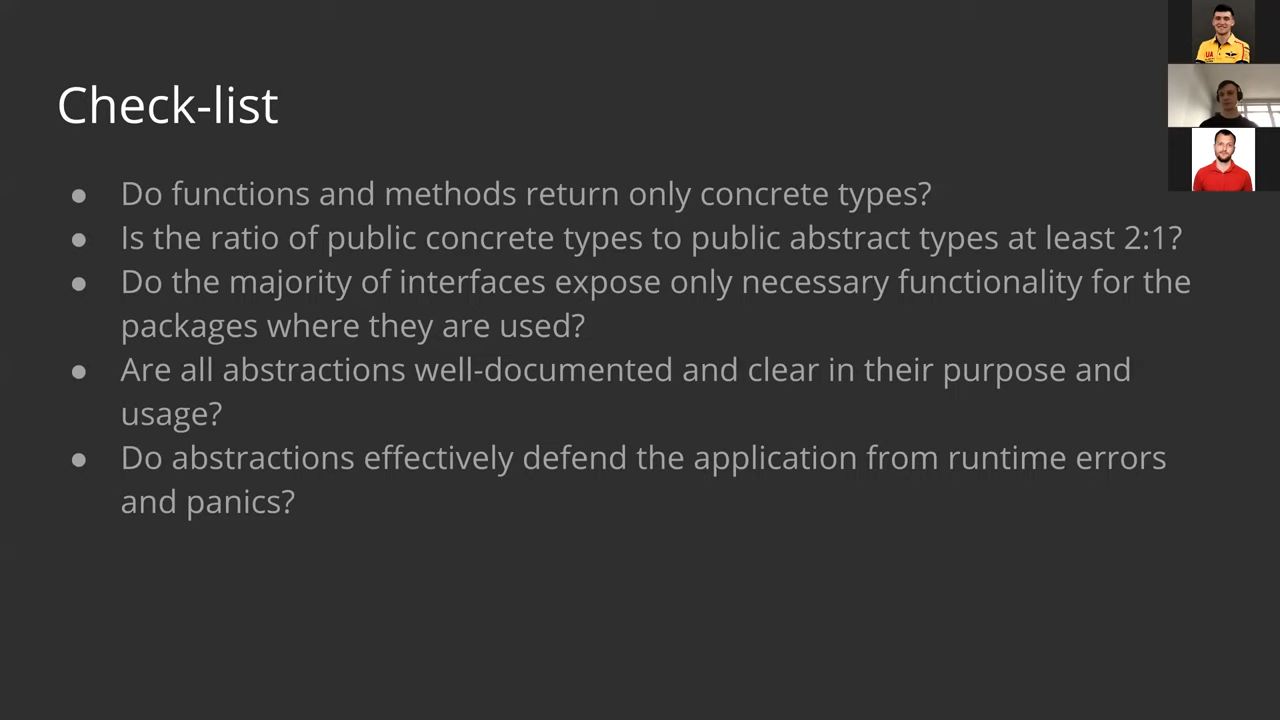 Check-list
● Do functions and methods return only concrete types?
● Is the ratio of public concrete types to public abstract types at least 2:1?
● Do the majority of interfaces expose only necessary functionality for the
packages where they are used?
● Are all abstractions well-documented and clear in their purpose and
usage?
● Do abstractions effectively defend the application from runtime errors
and panics?
UA